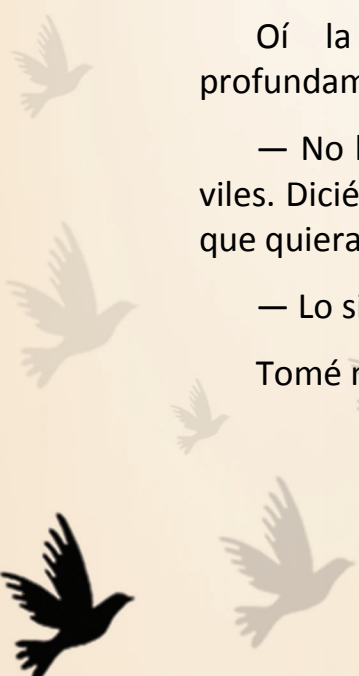 Oí la
profundam
— No
viles. Dicié
que quiera
— Lo si
Tomé